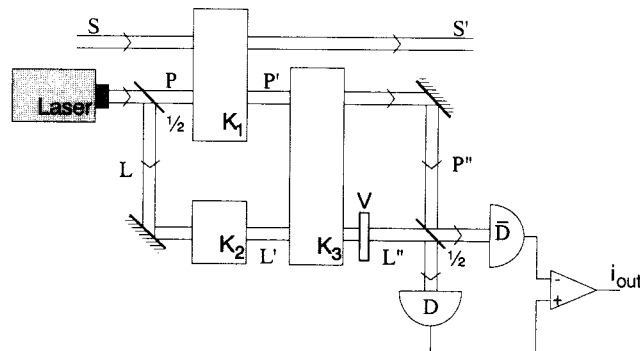 S
S'
Laser
P
P'
½
K1
L
K3
P"
K2
L'
V
L"
½
D̄
D
-
+
i_out